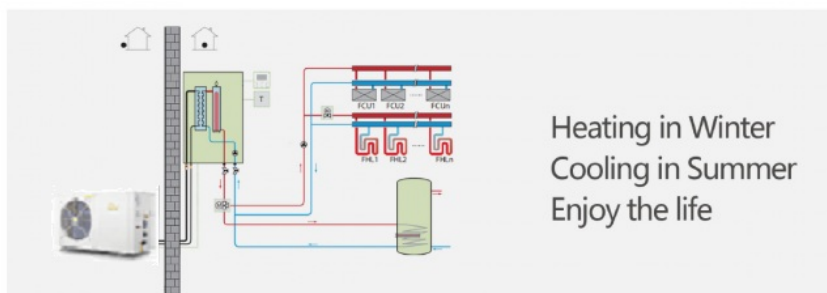 T
FCU1 FCU2 FCUn
FHL1 FHL2 FHLn
Heating in Winter
Cooling in Summer
Enjoy the life